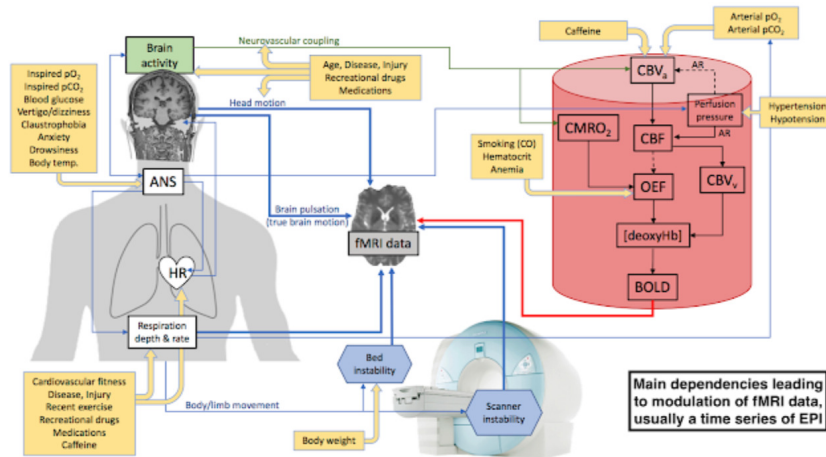 Brain
activity
Neurovascular coupling
Age, Disease, Injury
Recreational drugs
Medications
Caffeine
Arterial pO₂
Arterial pCO₂
Inspired pO₂
Inspired pCO₂
Blood glucose
Vertigo/dizziness
Claustrophobia
Anxiety
Drowsiness
Body temp.
Head motion
ANS
Brain pulsation
(true brain motion)
fMRI data
HR
Respiration
depth & rate
CBVₐ
AR
Perfusion
pressure
AR
Hypertension
Hypotension
CMRO₂
CBF
Smoking (CO)
Hematocrit
Anemia
OEF
CBVᵥ
[deoxyHb]
BOLD
Cardiovascular fitness
Disease, Injury
Recent exercise
Recreational drugs
Medications
Caffeine
Body/limb movement
Bed
instability
Body weight
Scanner
instability
Main dependencies leading
to modulation of fMRI data,
usually a time series of EPI